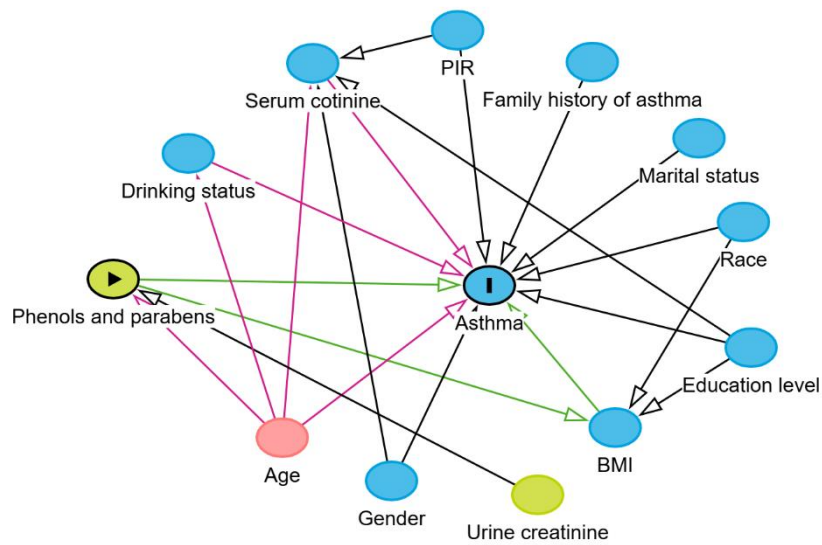 PIR
Serum cotinine
Family history of asthma
Marital status
Drinking status
Race
Phenols and parabens
Asthma
Education level
BMI
Age
Gender
Urine creatinine